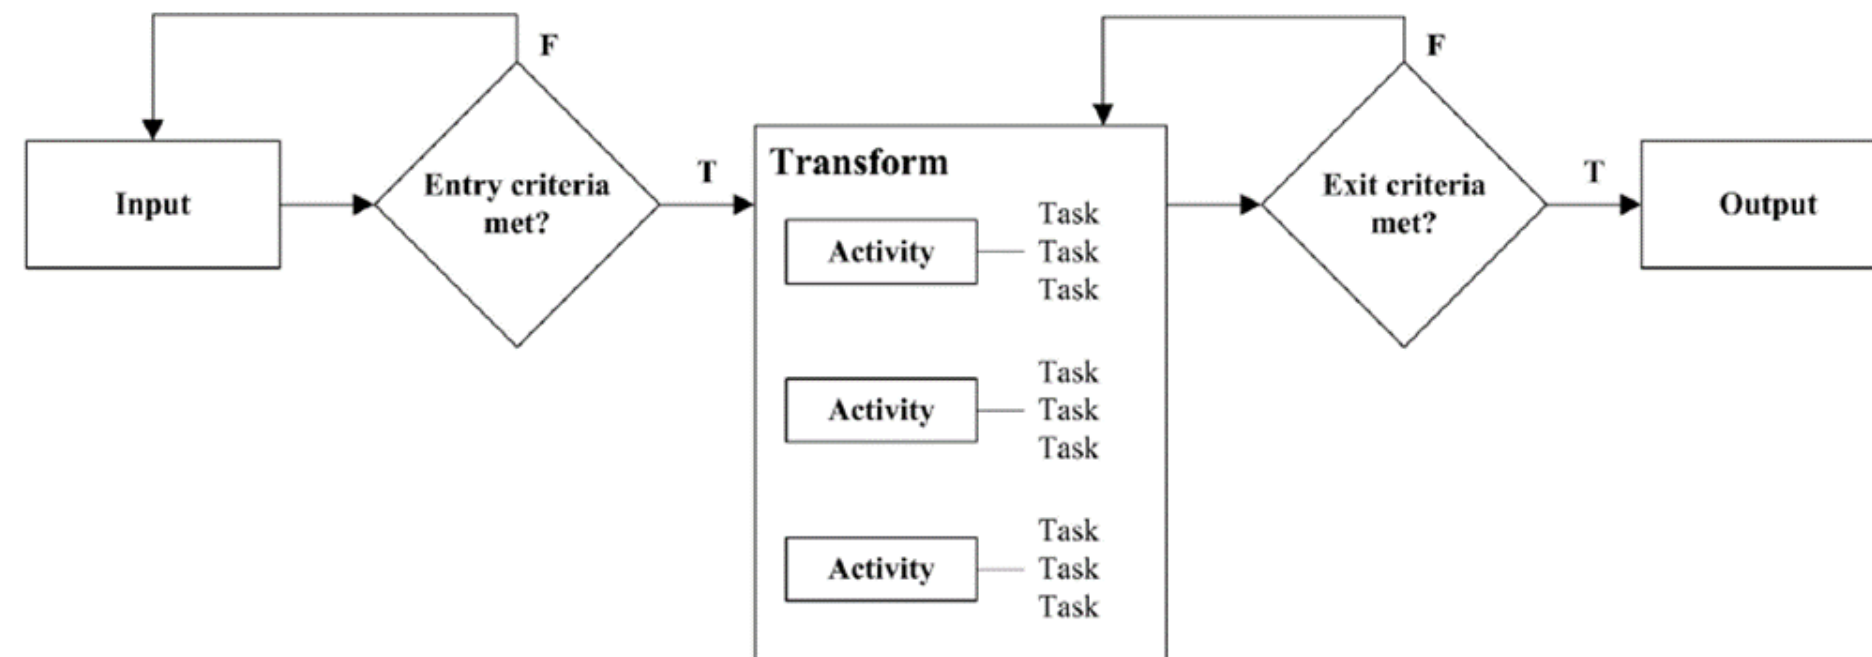 F
F
Input
Entry criteria
met?
T
Transform
Activity
Task
Task
Task
Activity
Task
Task
Task
Activity
Task
Task
Task
Exit criteria
met?
T
Output